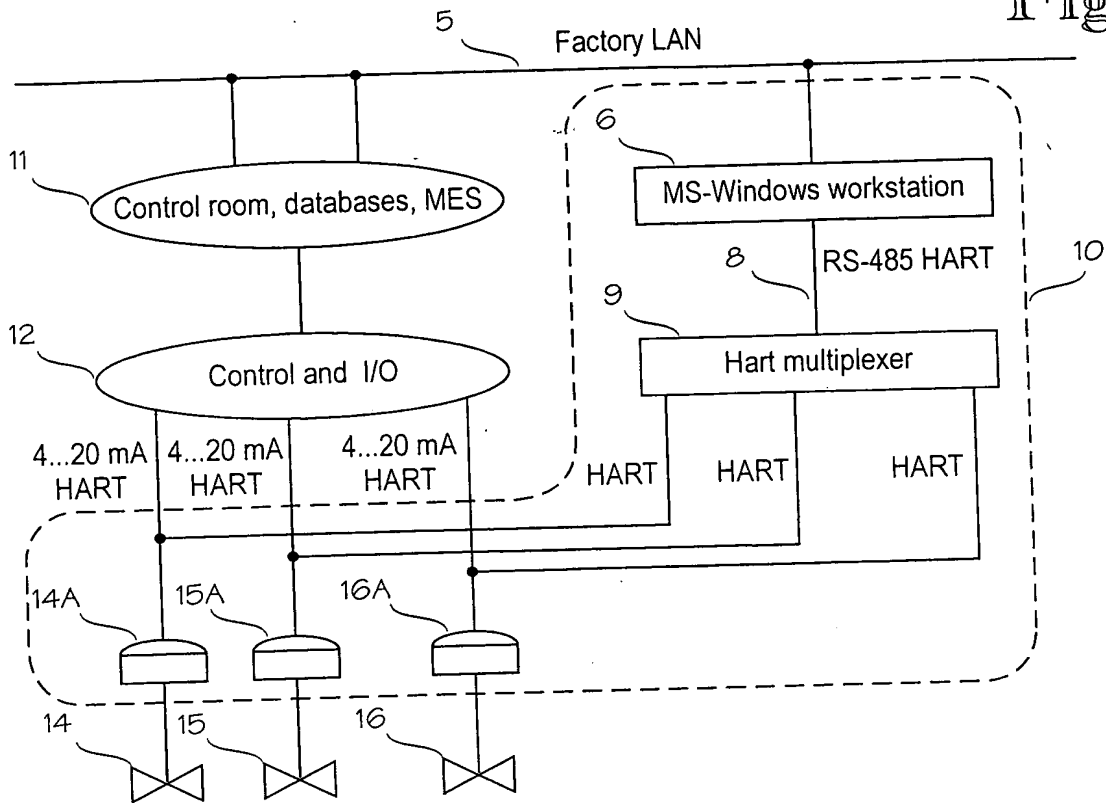 Fig
5
Factory LAN
6
11
MS-Windows workstation
Control room, databases, MES
8
RS-485 HART
10
9
12
Hart multiplexer
Control and I/O
4...20 mA
HART
4...20 mA
HART
4...20 mA
HART
HART
HART
HART
14A
15A
16A
14
15
16